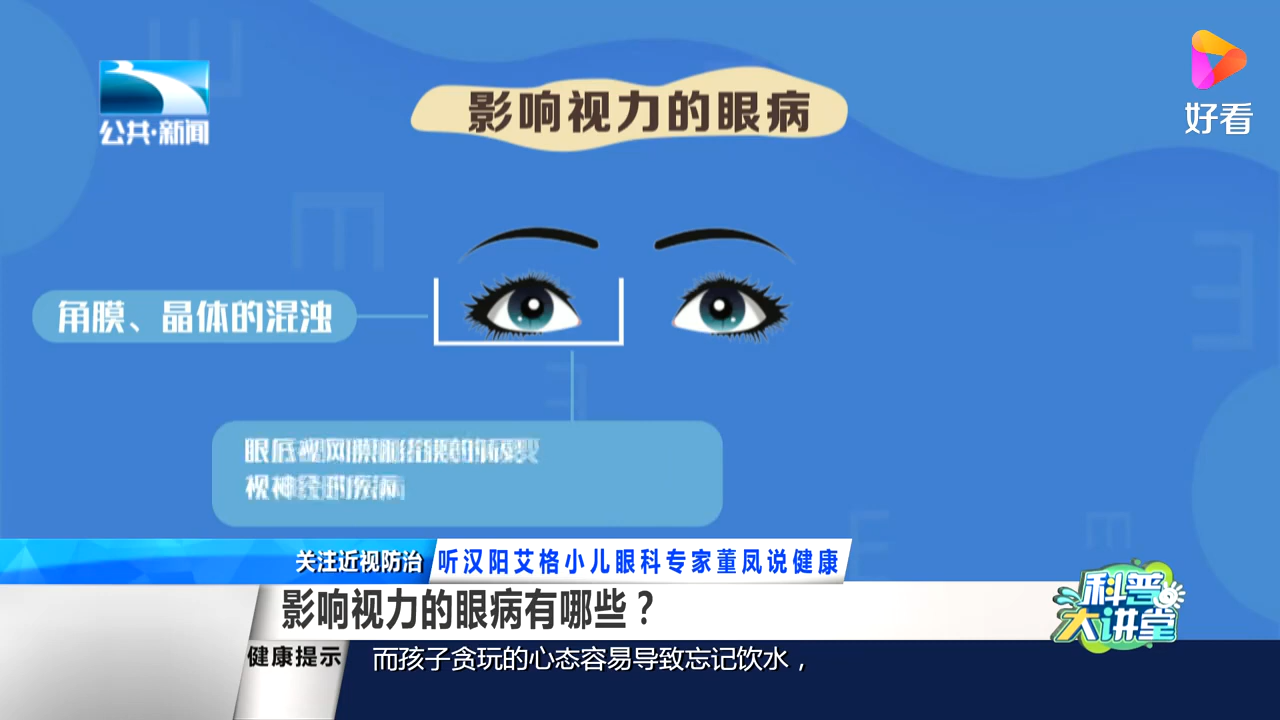 公共·新闻
好看
影响视力的眼病
角膜、晶体的混浊
关注近视防治
听汉阳艾格小儿眼科专家董凤说健康
影响视力的眼病有哪些？
科普
大讲堂
健康提示
而孩子贪玩的心态容易导致忘记饮水，